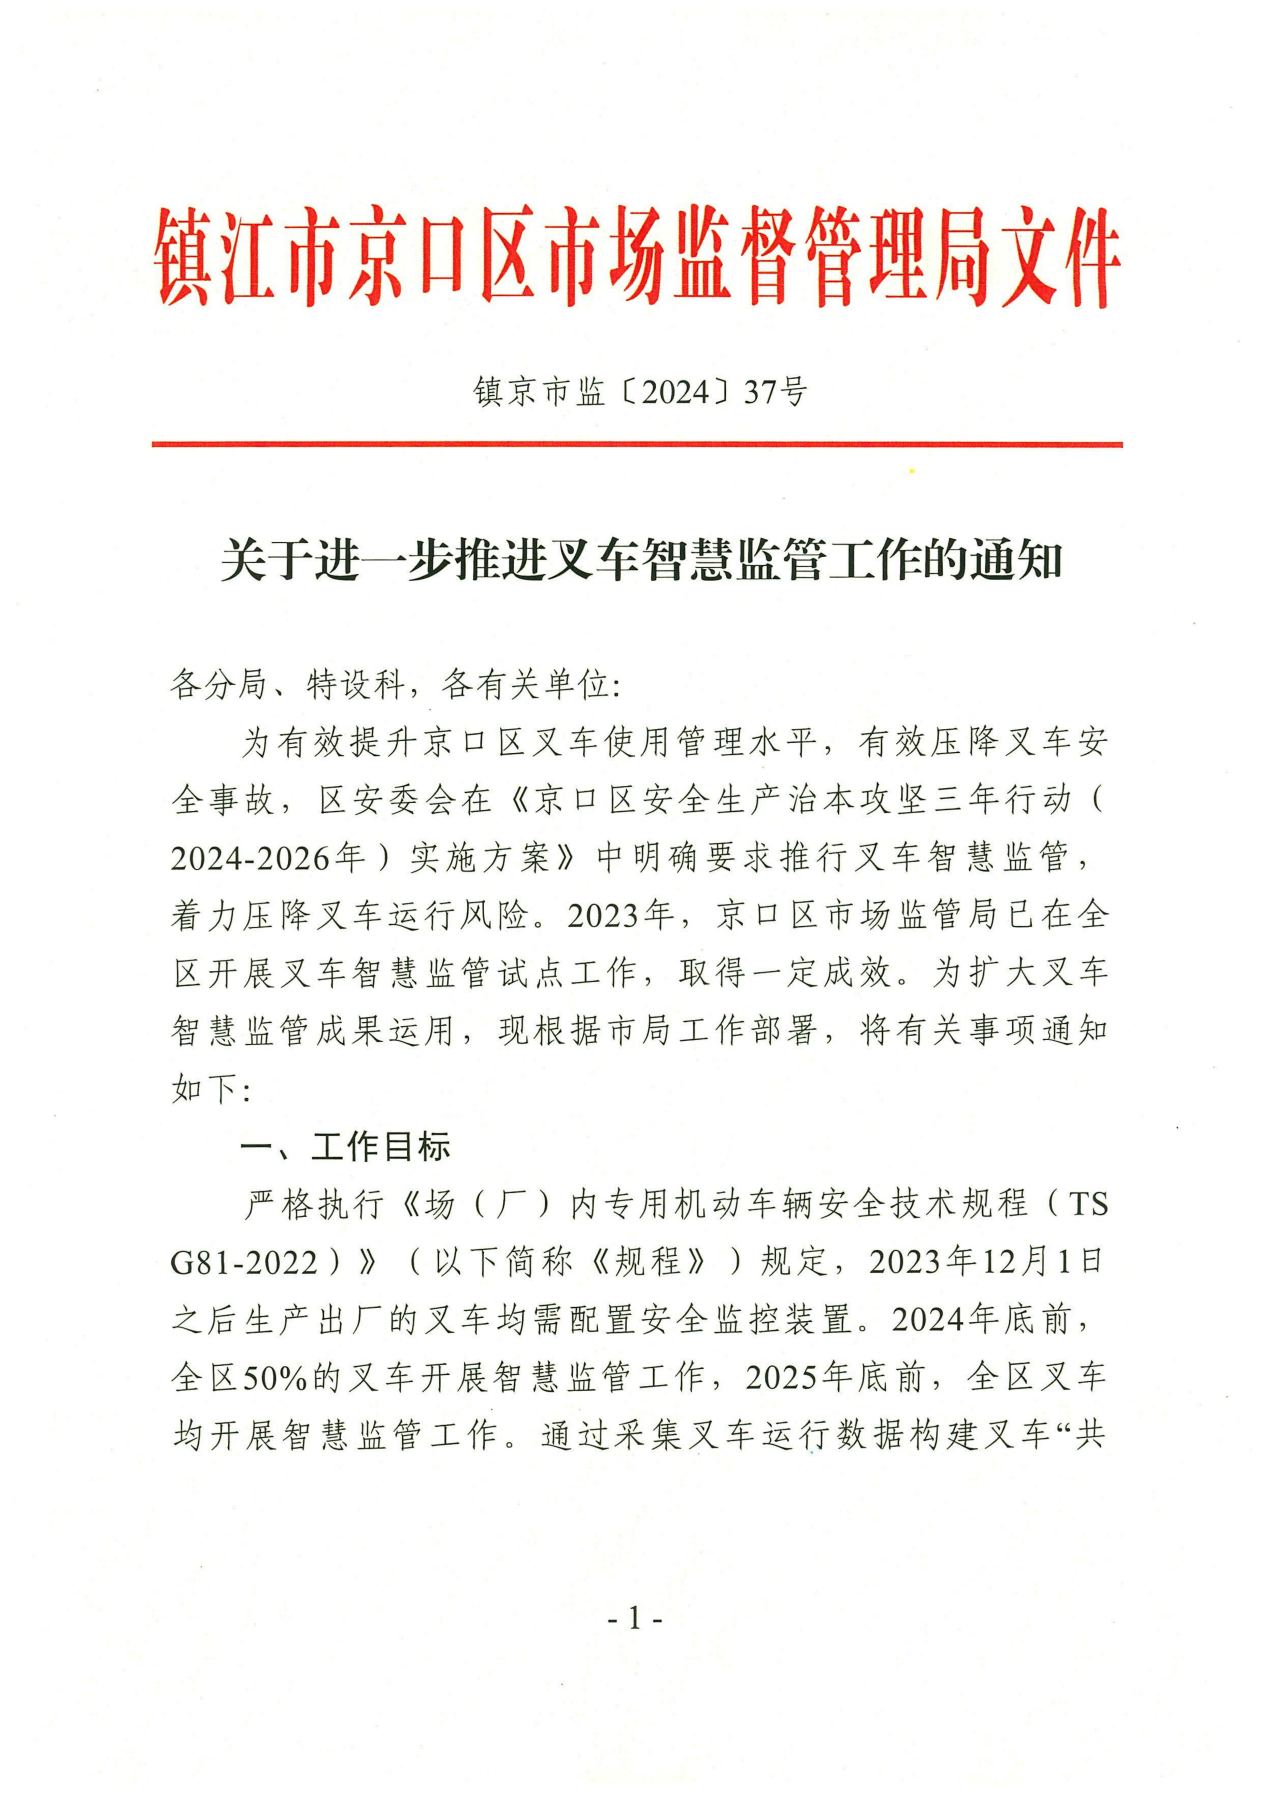 镇江市京口区市场监督管理局文件
镇京市监〔2024〕37号
关于进一步推进叉车智慧监管工作的通知
各分局、特设科，各有关单位：
为有效提升京口区叉车使用管理水平，有效压降叉车安
全事故，区安委会在《京口区安全生产治本攻坚三年行动（
2024-2026年）实施方案》中明确要求推行叉车智慧监管，
着力压降叉车运行风险。2023年，京口区市场监管局已在全
区开展叉车智慧监管试点工作，取得一定成效。为扩大叉车
智慧监管成果运用，现根据市局工作部署，将有关事项通知
如下：
一、工作目标
严格执行《场（厂）内专用机动车辆安全技术规程（TS
G81-2022）》（以下简称《规程》）规定，2023年12月1日
之后生产出厂的叉车均需配置安全监控装置。2024年底前，
全区50%的叉车开展智慧监管工作，2025年底前，全区叉车
均开展智慧监管工作。通过采集叉车运行数据构建叉车“共
- 1 -